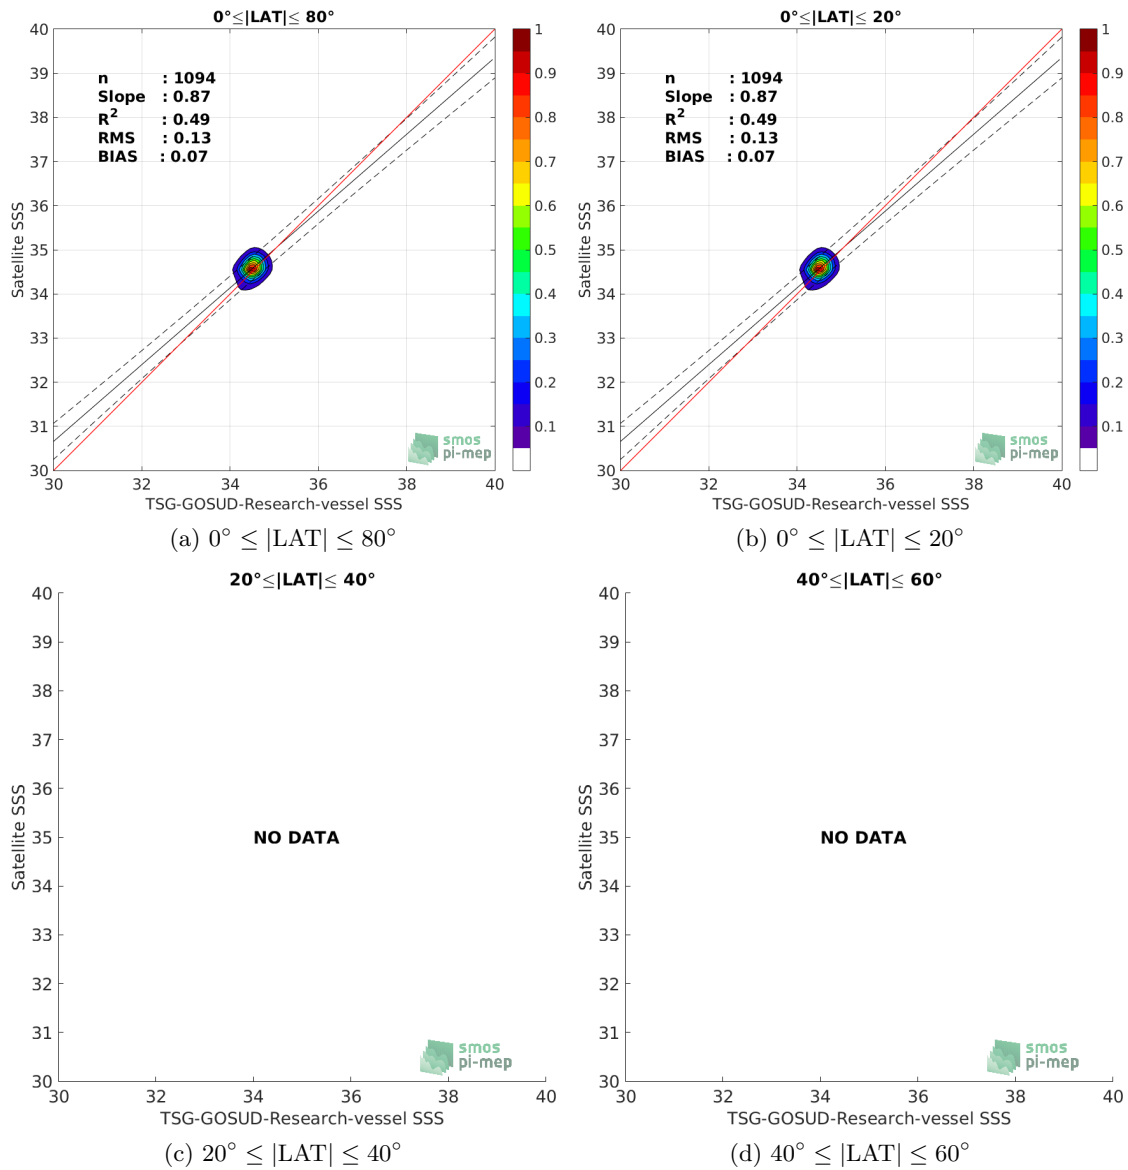 0°≤|LAT|≤ 80°
n : 1094
Slope : 0.87
R2 : 0.49
RMS : 0.13
BIAS : 0.07
Satellite SSS
40
39
38
37
36
35
34
33
32
31
30
30 32 34 36 38 40
TSG-GOSUD-Research-vessel SSS
1
0.9
0.8
0.7
0.6
0.5
0.4
0.3
0.2
0.1
smos
pi-mep
(a) 0° ≤ |LAT| ≤ 80°
0°≤|LAT|≤ 20°
n : 1094
Slope : 0.87
R2 : 0.49
RMS : 0.13
BIAS : 0.07
Satellite SSS
40
39
38
37
36
35
34
33
32
31
30
30 32 34 36 38 40
TSG-GOSUD-Research-vessel SSS
1
0.9
0.8
0.7
0.6
0.5
0.4
0.3
0.2
0.1
smos
pi-mep
(b) 0° ≤ |LAT| ≤ 20°
20°≤|LAT|≤ 40°
Satellite SSS
40
39
38
37
36
35
34
33
32
31
30
NO DATA
30 32 34 36 38 40
TSG-GOSUD-Research-vessel SSS
smos
pi-mep
(c) 20° ≤ |LAT| ≤ 40°
40°≤|LAT|≤ 60°
Satellite SSS
40
39
38
37
36
35
34
33
32
31
30
NO DATA
30 32 34 36 38 40
TSG-GOSUD-Research-vessel SSS
smos
pi-mep
(d) 40° ≤ |LAT| ≤ 60°